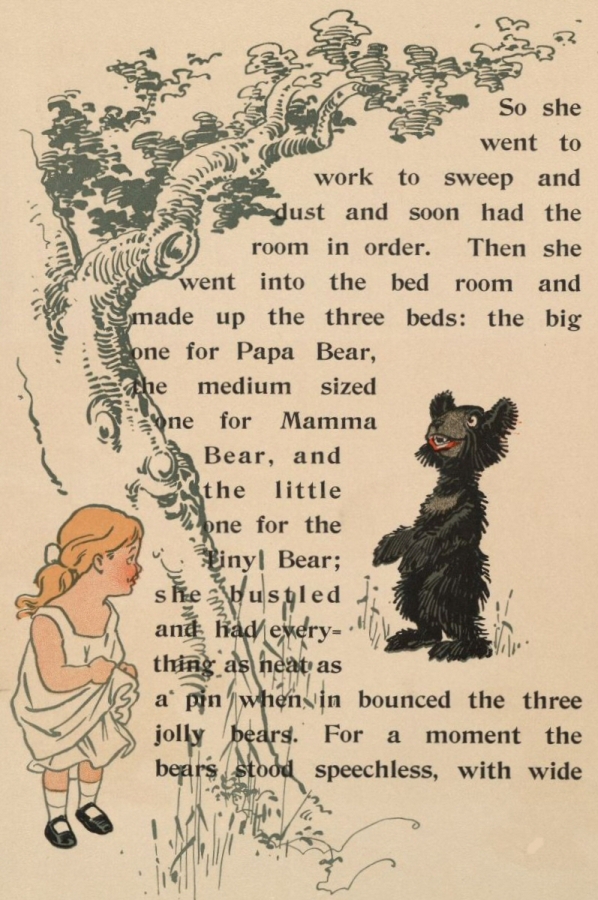 So she
went to
work to sweep and
dust and soon had the
room in order. Then she
went into the bed room and
made up the three beds: the big
one for Papa Bear,
the medium sized
one for Mamma
Bear, and
the little
one for the
Tiny Bear;
she bustled
and had every=
thing as neat as
a pin when in bounced the three
jolly bears. For a moment the
bears stood speechless, with wide